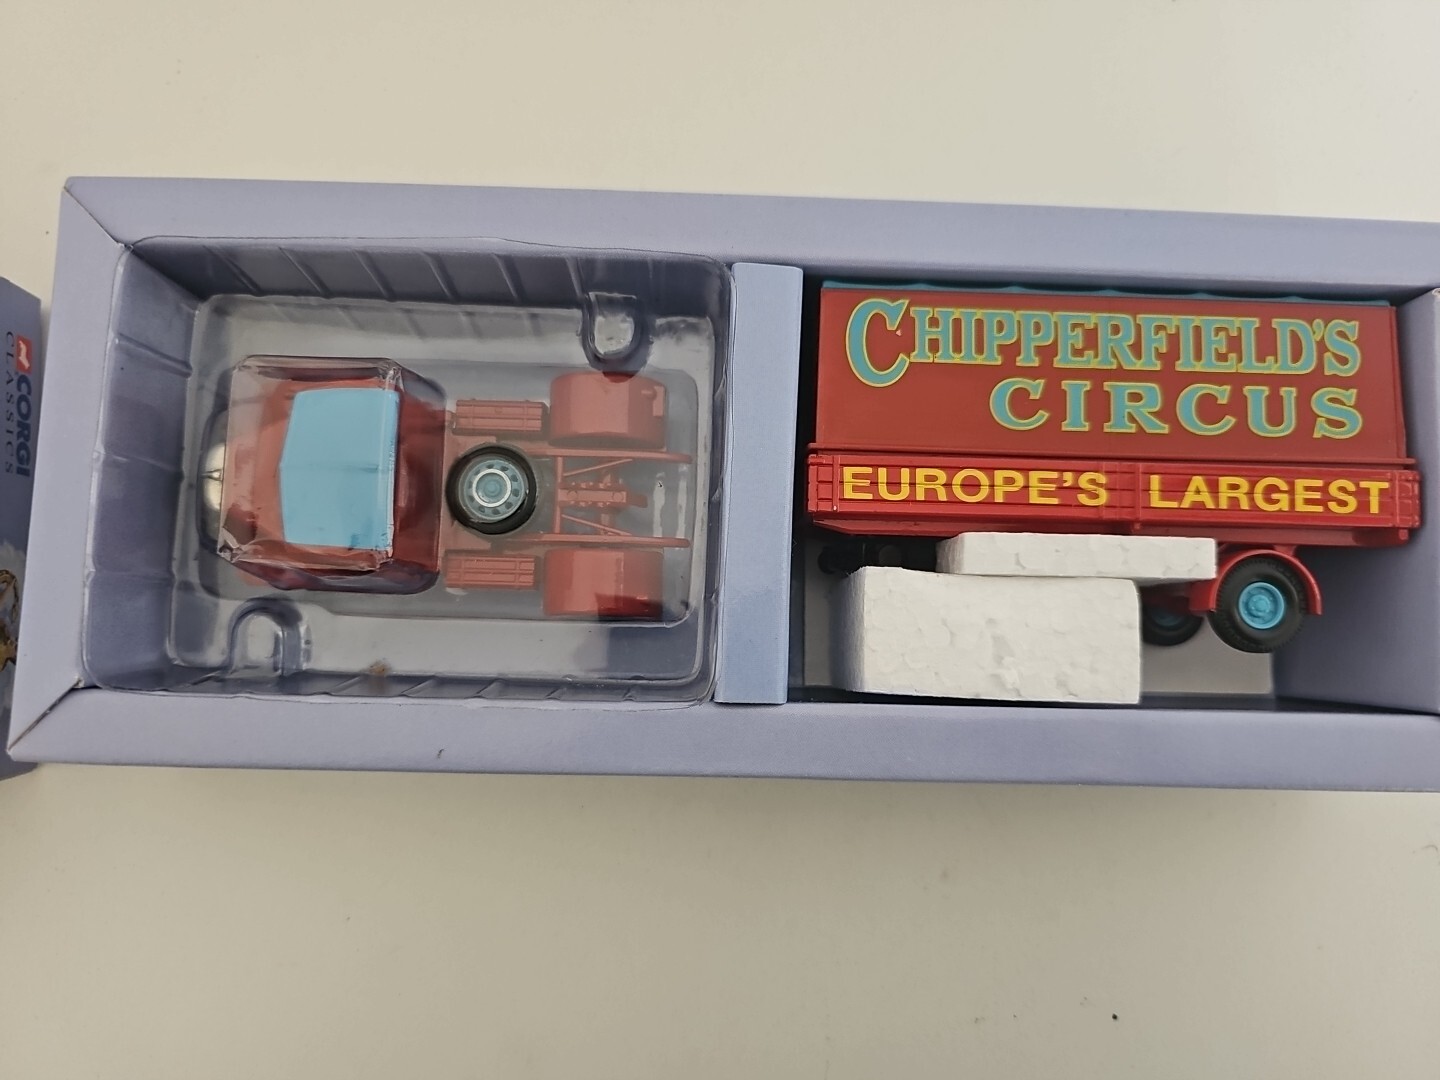 CORGI
CLASSICS
CHIPPERFIELD'S
CIRCUS
EUROPE'S LARGEST